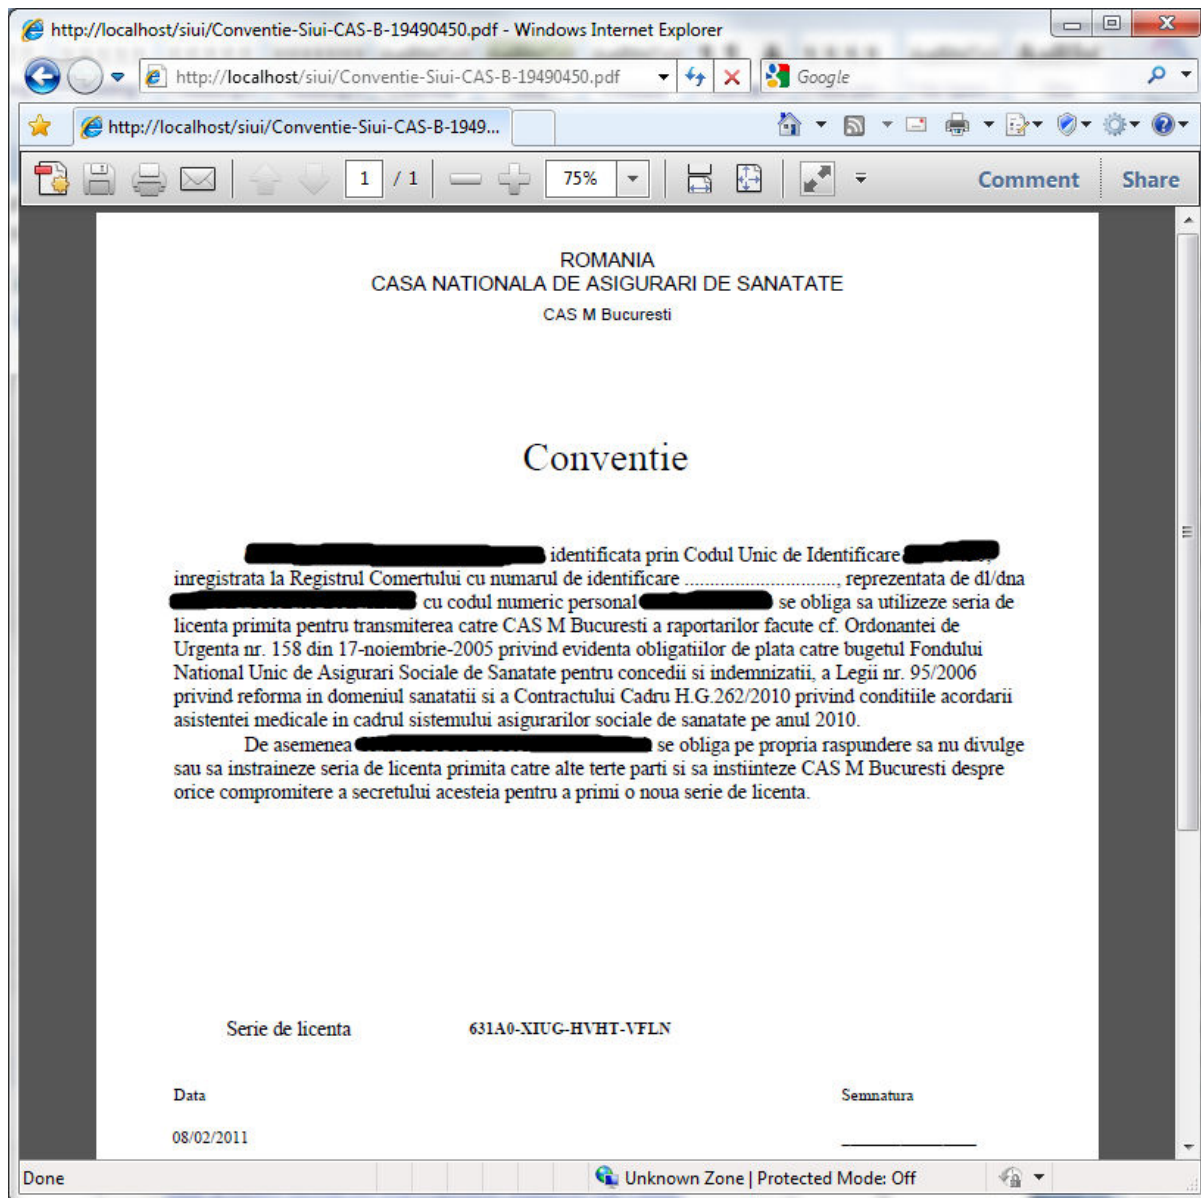 http://localhost/siui/Conventie-Siui-CAS-B-19490450.pdf - Windows Internet Explorer
http://localhost/siui/Conventie-Siui-CAS-B-19490450.pdf
Google
http://localhost/siui/Conventie-Siui-CAS-B-1949...
1 / 1
75%
Comment
Share
ROMANIA
CASA NATIONALA DE ASIGURARI DE SANATATE
CAS M Bucuresti
Conventie
identificata prin Codul Unic de Identificare
inregistrata la Registrul Comertului cu numarul de identificare .............................., reprezentata de dl/dna
cu codul numeric personal se obliga sa utilizeze seria de
licenta primita pentru transmiterea catre CAS M Bucuresti a raportarilor facute cf. Ordonantei de
Urgenta nr. 158 din 17-noiembrie-2005 privind evidenta obligatiilor de plata catre bugetul Fondului
National Unic de Asigurari Sociale de Sanatate pentru concedii si indemnizatii, a Legii nr. 95/2006
privind reforma in domeniul sanatatii si a Contractului Cadru H.G.262/2010 privind conditiile acordarii
asistentei medicale in cadrul sistemului asigurarilor sociale de sanatate pe anul 2010.
De asemenea se obliga pe propria raspundere sa nu divulge
sau sa instraineze seria de licenta primita catre alte terte parti si sa instiinteze CAS M Bucuresti despre
orice compromitere a secretului acesteia pentru a primi o noua serie de licenta.
Serie de licenta 631A0-XIUG-HVHT-VFLN
Data
Semnatura
08/02/2011
Done
Unknown Zone | Protected Mode: Off